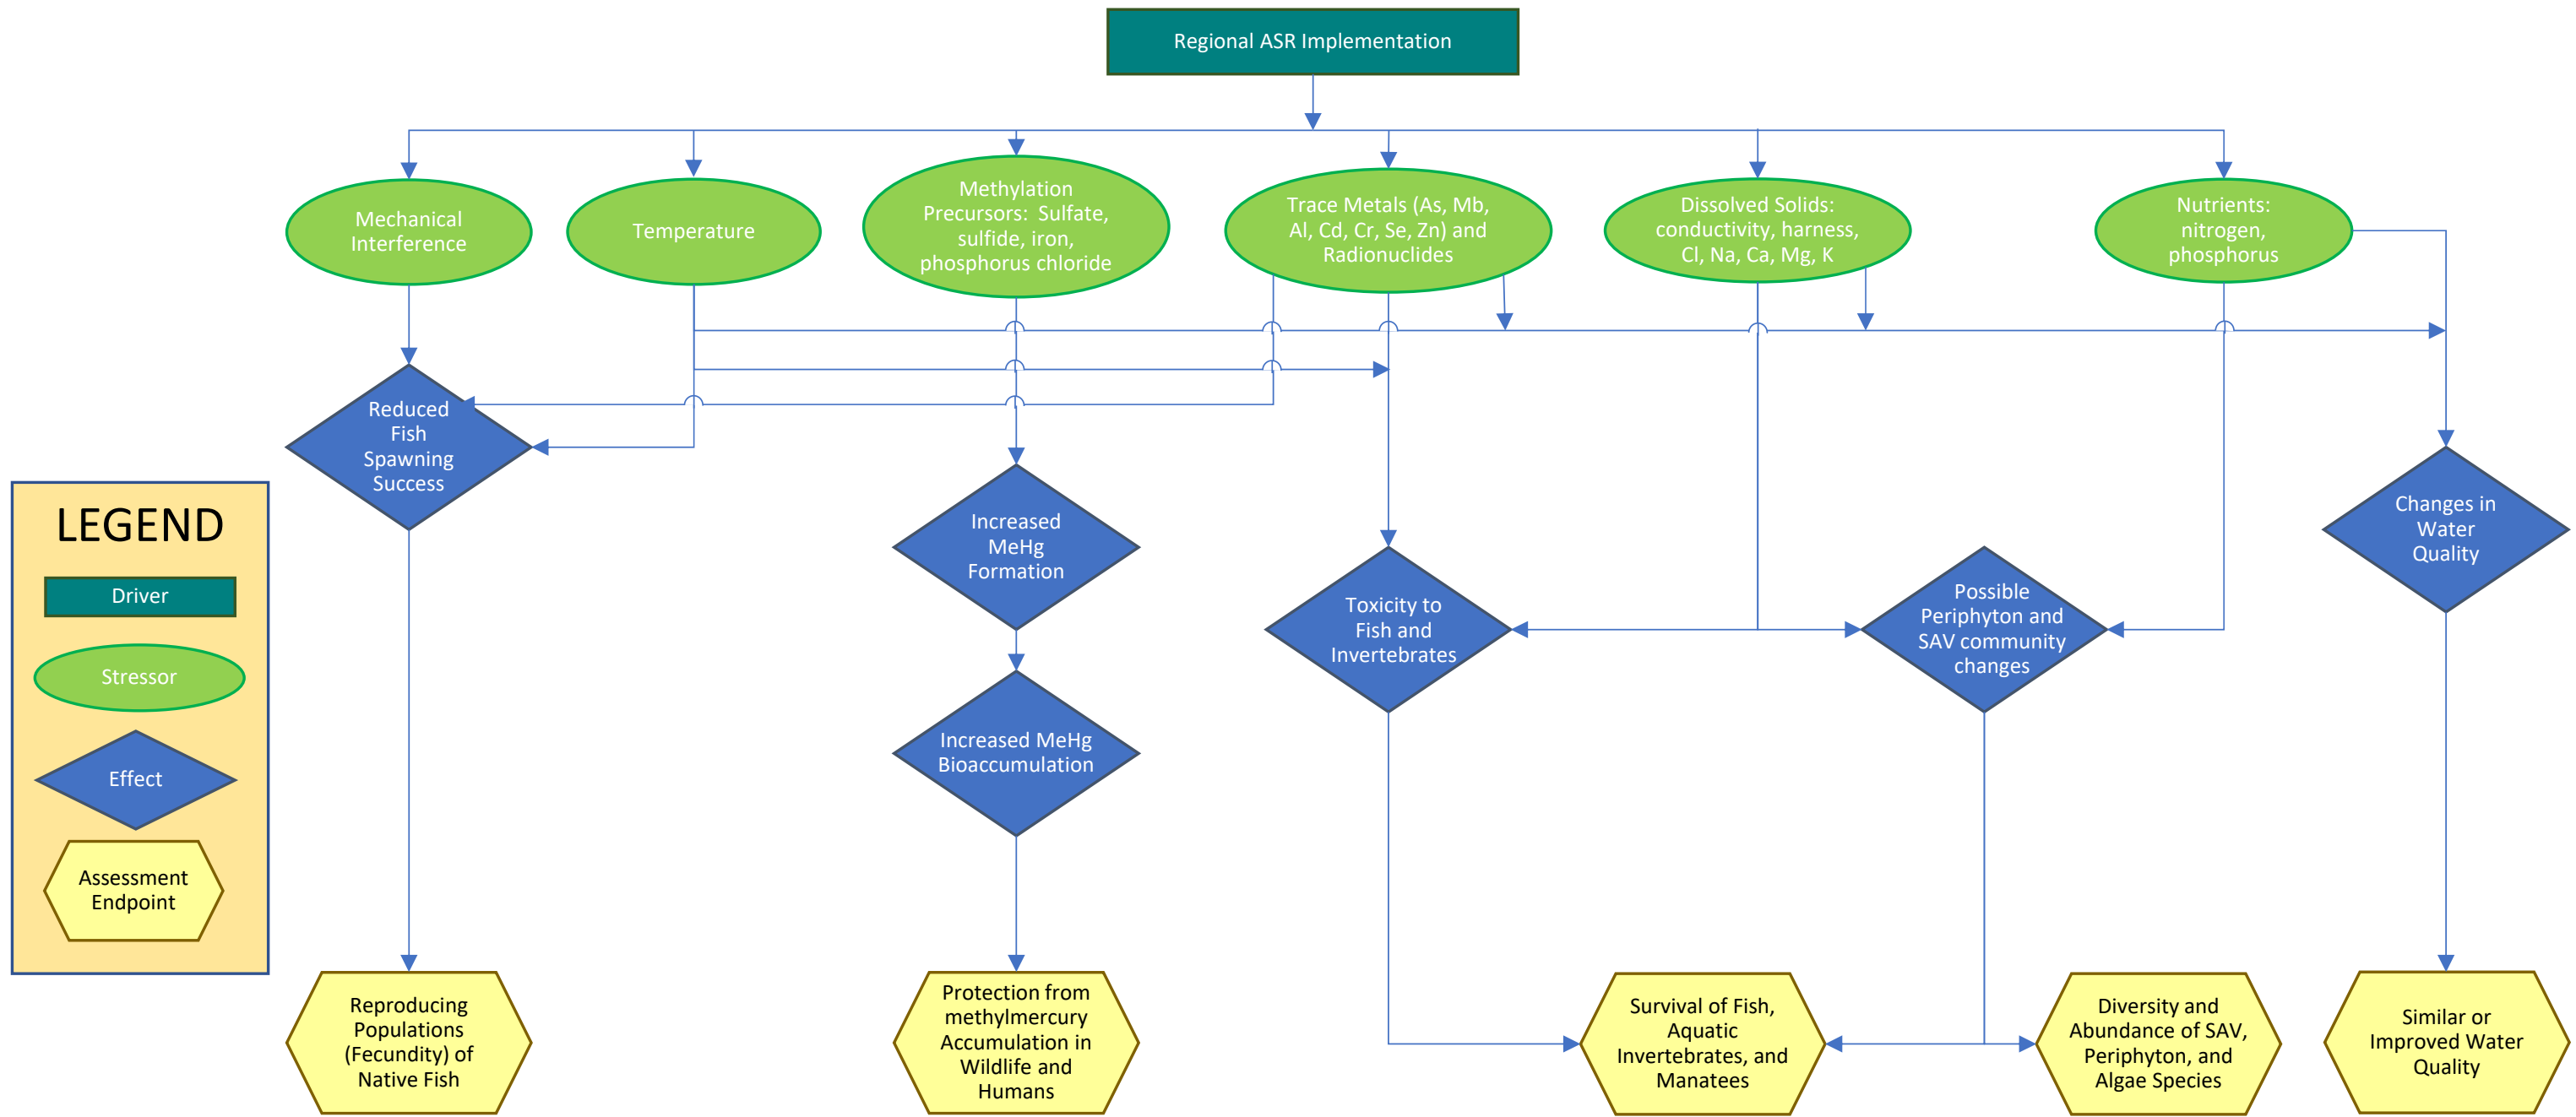 Regional ASR Implementation
Mechanical
Interference
Temperature
Methylation
Precursors: Sulfate,
sulfide, iron,
phosphorus chloride
Trace Metals (As, Mb,
Al, Cd, Cr, Se, Zn) and
Radionuclides
Dissolved Solids:
conductivity, harness,
Cl, Na, Ca, Mg, K
Nutrients:
nitrogen,
phosphorus
Reduced
Fish
Spawning
Success
Increased
MeHg
Formation
Increased MeHg
Bioaccumulation
Toxicity to
Fish and
Invertebrates
Possible
Periphyton and
SAV community
changes
Changes in
Water
Quality
LEGEND
Driver
Stressor
Effect
Assessment
Endpoint
Reproducing
Populations
(Fecundity) of
Native Fish
Protection from
methylmercury
Accumulation in
Wildlife and
Humans
Survival of Fish,
Aquatic
Invertebrates, and
Manatees
Diversity and
Abundance of SAV,
Periphyton, and
Algae Species
Similar or
Improved Water
Quality